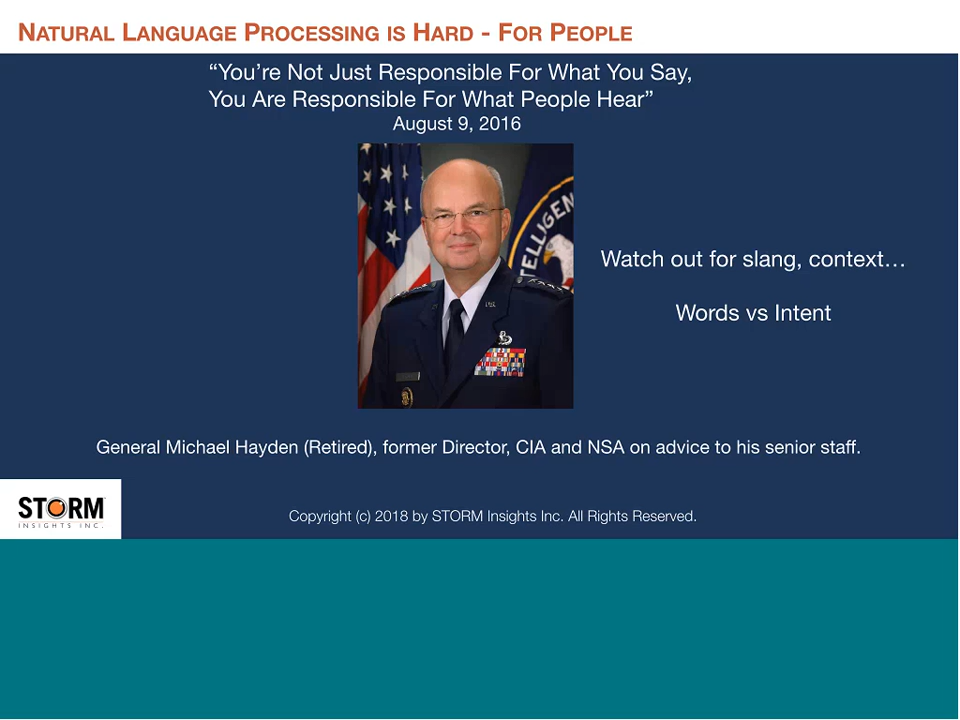 NATURAL LANGUAGE PROCESSING IS HARD - FOR PEOPLE
“You’re Not Just Responsible For What You Say,
You Are Responsible For What People Hear”
August 9, 2016
TELLIGEN
Watch out for slang, context…
Words vs Intent
General Michael Hayden (Retired), former Director, CIA and NSA on advice to his senior staff.
STORM
INSIGHTS INC.
Copyright (c) 2018 by STORM Insights Inc. All Rights Reserved.